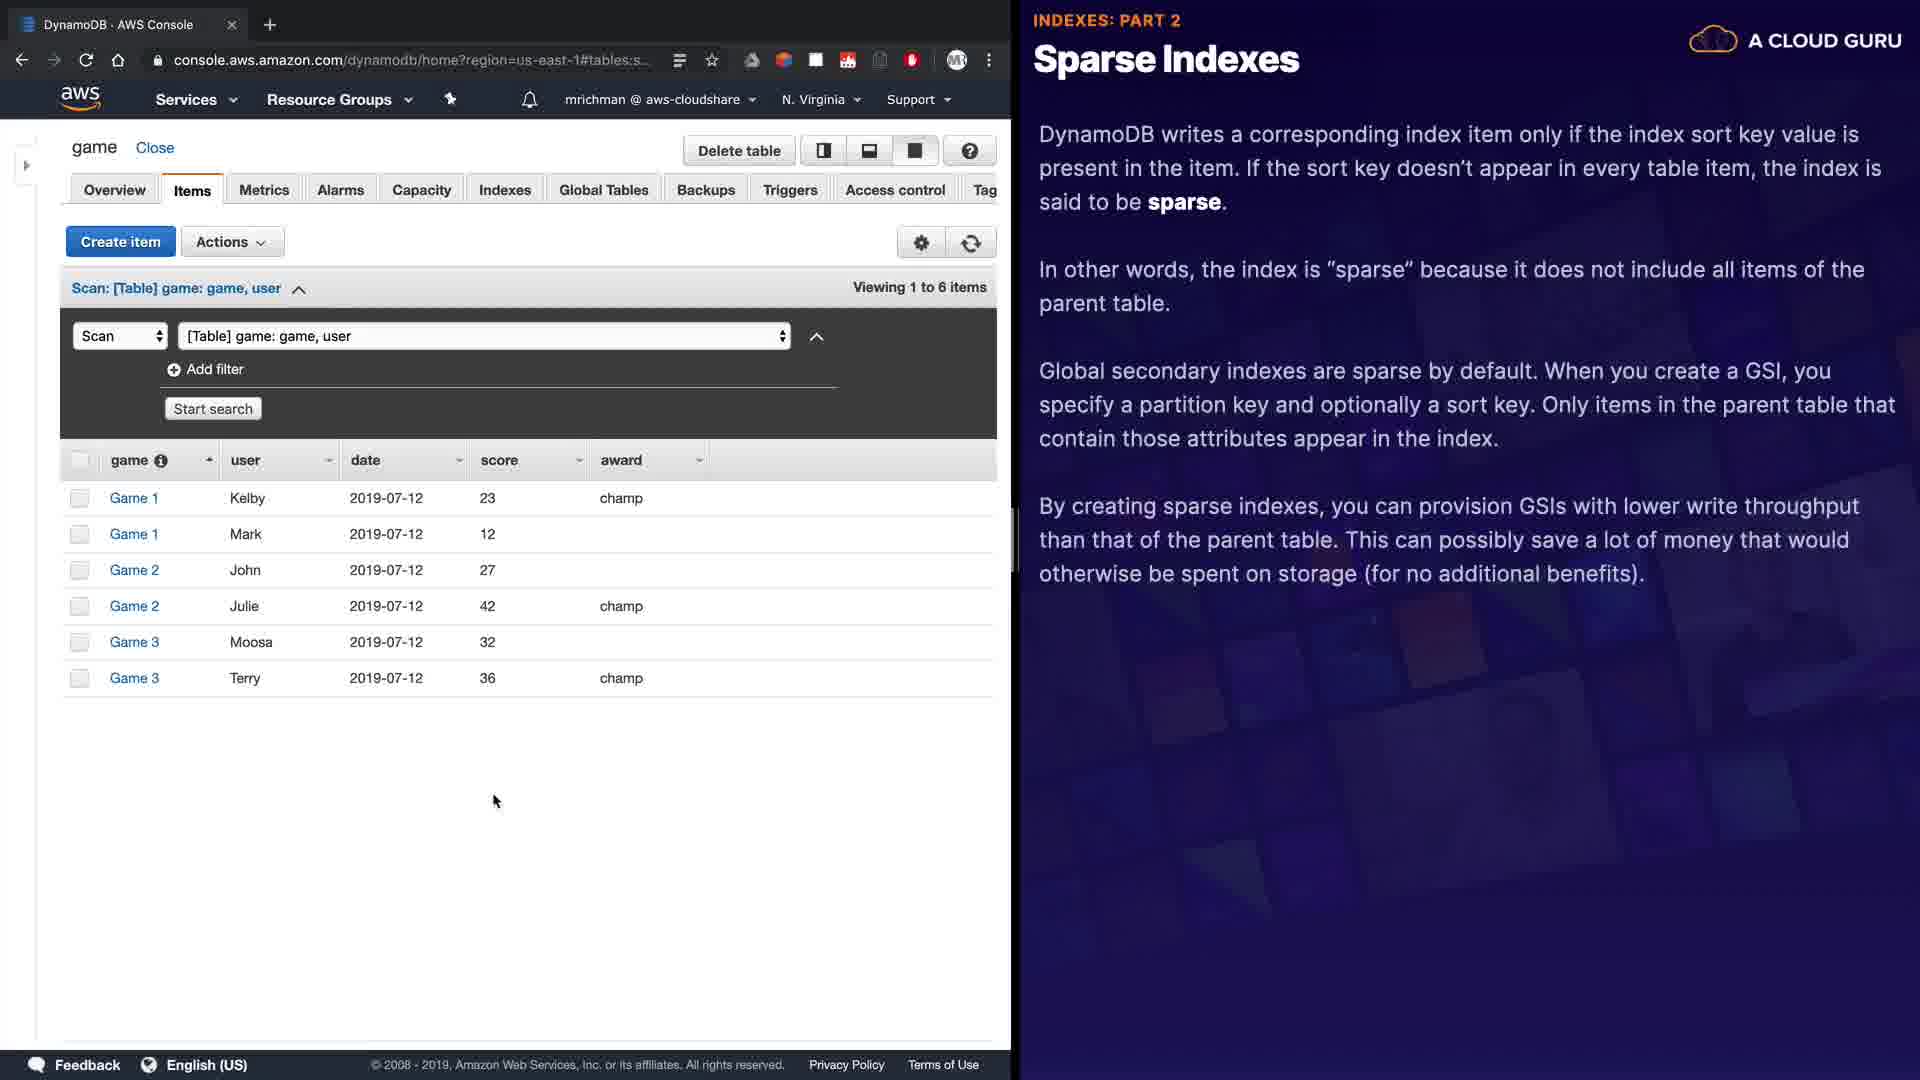 DynamoDB · AWS Console
console.aws.amazon.com/dynamodb/home?region=us-east-1#tables:s...
aws
Services
Resource Groups
mrichman @ aws-cloudshare
N. Virginia
Support
game
Close
Delete table
Overview
Items
Metrics
Alarms
Capacity
Indexes
Global Tables
Backups
Triggers
Access control
Tag
Create item
Actions
Scan: [Table] game: game, user
Viewing 1 to 6 items
Scan
[Table] game: game, user
Add filter
Start search
game user date score award
Game 1 Kelby 2019-07-12 23 champ
Game 1 Mark 2019-07-12 12
Game 2 John 2019-07-12 27
Game 2 Julie 2019-07-12 42 champ
Game 3 Moosa 2019-07-12 32
Game 3 Terry 2019-07-12 36 champ
Feedback
English (US)
© 2008 - 2019, Amazon Web Services, Inc. or its affiliates. All rights reserved.
Privacy Policy
Terms of Use
INDEXES: PART 2
Sparse Indexes
A CLOUD GURU
DynamoDB writes a corresponding index item only if the index sort key value is
present in the item. If the sort key doesn’t appear in every table item, the index is
said to be sparse.
In other words, the index is “sparse” because it does not include all items of the
parent table.
Global secondary indexes are sparse by default. When you create a GSI, you
specify a partition key and optionally a sort key. Only items in the parent table that
contain those attributes appear in the index.
By creating sparse indexes, you can provision GSIs with lower write throughput
than that of the parent table. This can possibly save a lot of money that would
otherwise be spent on storage (for no additional benefits).